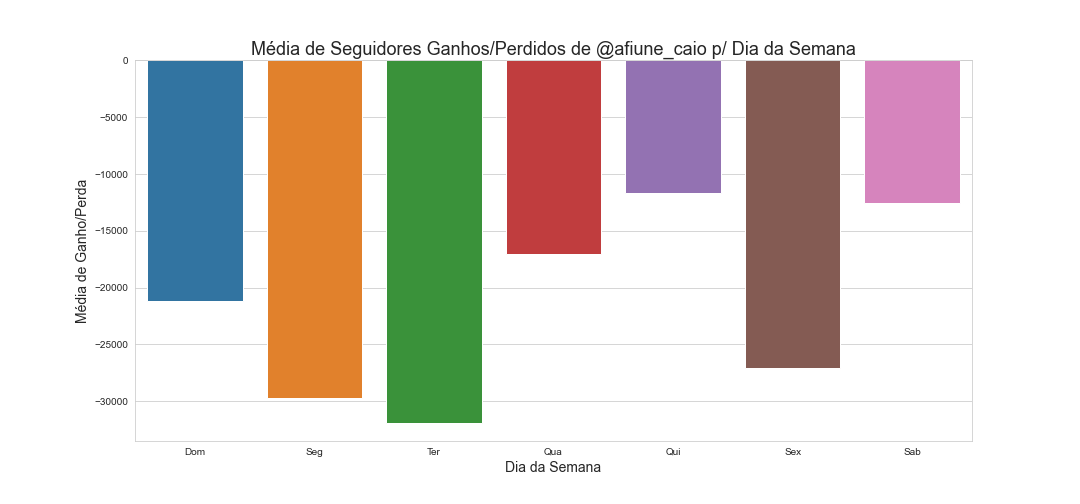 Média de Seguidores Ganhos/Perdidos de @afiune_caio p/ Dia da Semana
Média de Ganho/Perda
0
−5000
−10000
−15000
−20000
−25000
−30000
Dom Seg Ter Qua Qui Sex Sab
Dia da Semana